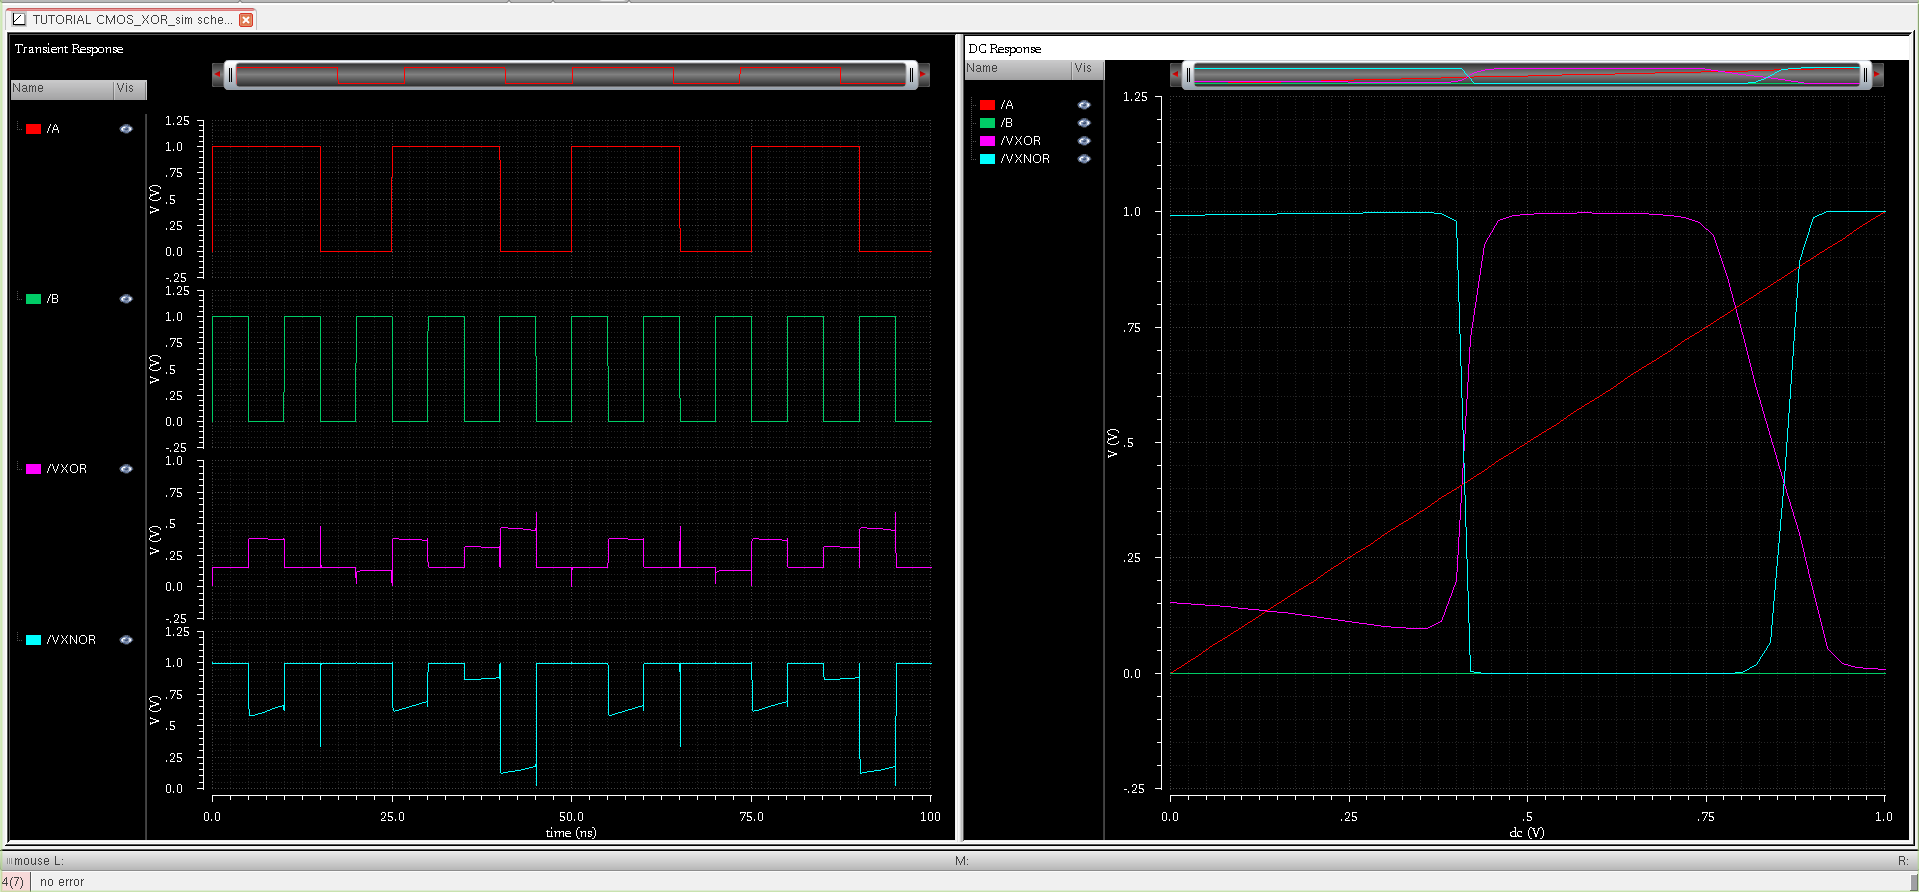 TUTORIAL CMOS_XOR_sim sche...
Transient Response
Name Vis
/A
1.25
1.0
.75
.5
.25
0.0
-.25
V (V)
/B
1.25
1.0
.75
.5
.25
0.0
-.25
V (V)
/VXOR
1.0
.75
.5
.25
0.0
-.25
V (V)
/VXNOR
1.25
1.0
.75
.5
.25
0.0
V (V)
0.0 25.0 50.0 75.0 100
time (ns)
DC Response
Name Vis
/A
/B
/VXOR
/VXNOR
1.25
1.0
.75
.5
.25
0.0
-.25
V (V)
0.0 .25 .5 .75 1.0
dc (V)
mouse L: M: R:
4(7) no error